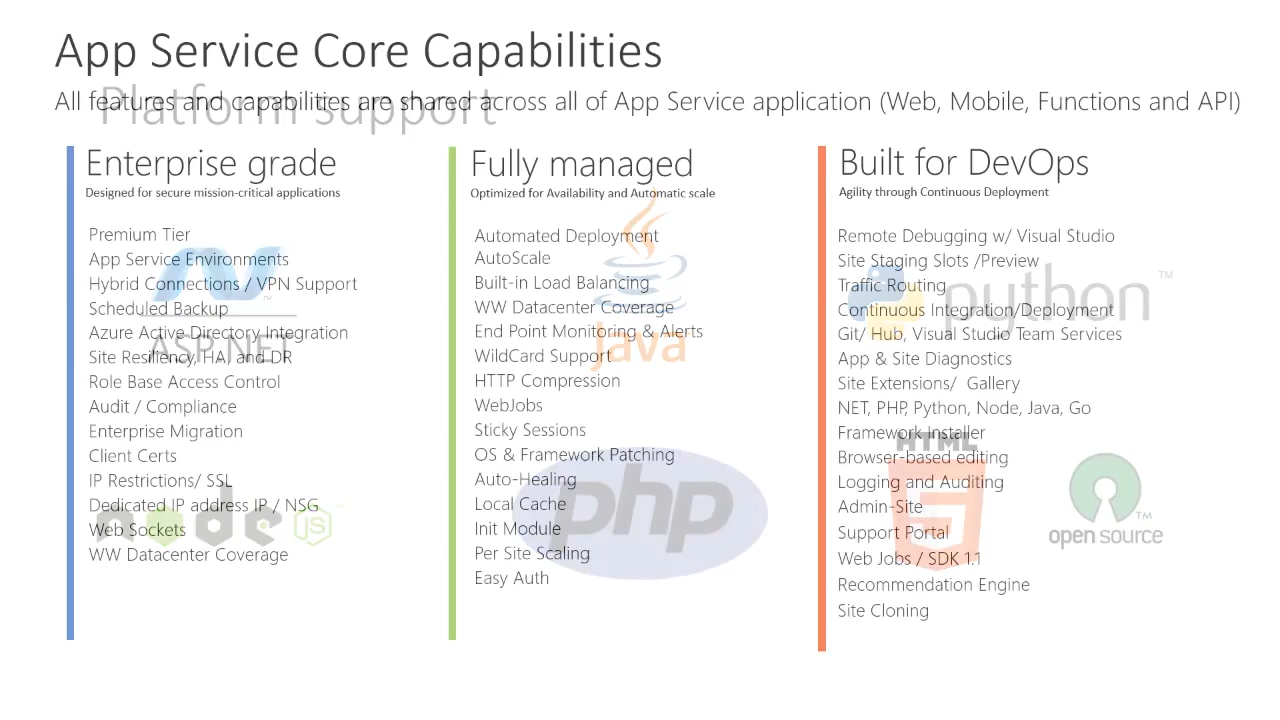 App Service Core Capabilities
Platform support
All features and capabilities are shared across all of App Service application (Web, Mobile, Functions and API)
Enterprise grade
Designed for secure mission-critical applications
Premium Tier
App Service Environments
Hybrid Connections / VPN Support
Scheduled Backup
Azure Active Directory Integration
Site Resiliency, HA, and DR
Role Base Access Control
Audit / Compliance
Enterprise Migration
Client Certs
IP Restrictions/ SSL
Dedicated IP address IP / NSG
Web Sockets
WW Datacenter Coverage
Fully managed
Optimized for Availability and Automatic scale
Automated Deployment
AutoScale
Built-in Load Balancing
WW Datacenter Coverage
End Point Monitoring & Alerts
WildCard Support
HTTP Compression
WebJobs
Sticky Sessions
OS & Framework Patching
Auto-Healing
Local Cache
Init Module
Per Site Scaling
Easy Auth
Built for DevOps
Agility through Continuous Deployment
Remote Debugging w/ Visual Studio
Site Staging Slots /Preview
Traffic Routing
Continuous Integration/Deployment
Git/ Hub, Visual Studio Team Services
App & Site Diagnostics
Site Extensions/  Gallery
NET, PHP, Python, Node, Java, Go
Framework Installer
Browser-based editing
Logging and Auditing
Admin-Site
Support Portal
Web Jobs / SDK 1.1
Recommendation Engine
Site Cloning
ASP.NET
Java
python TM
node JS
php
HTML
5
TM
open source